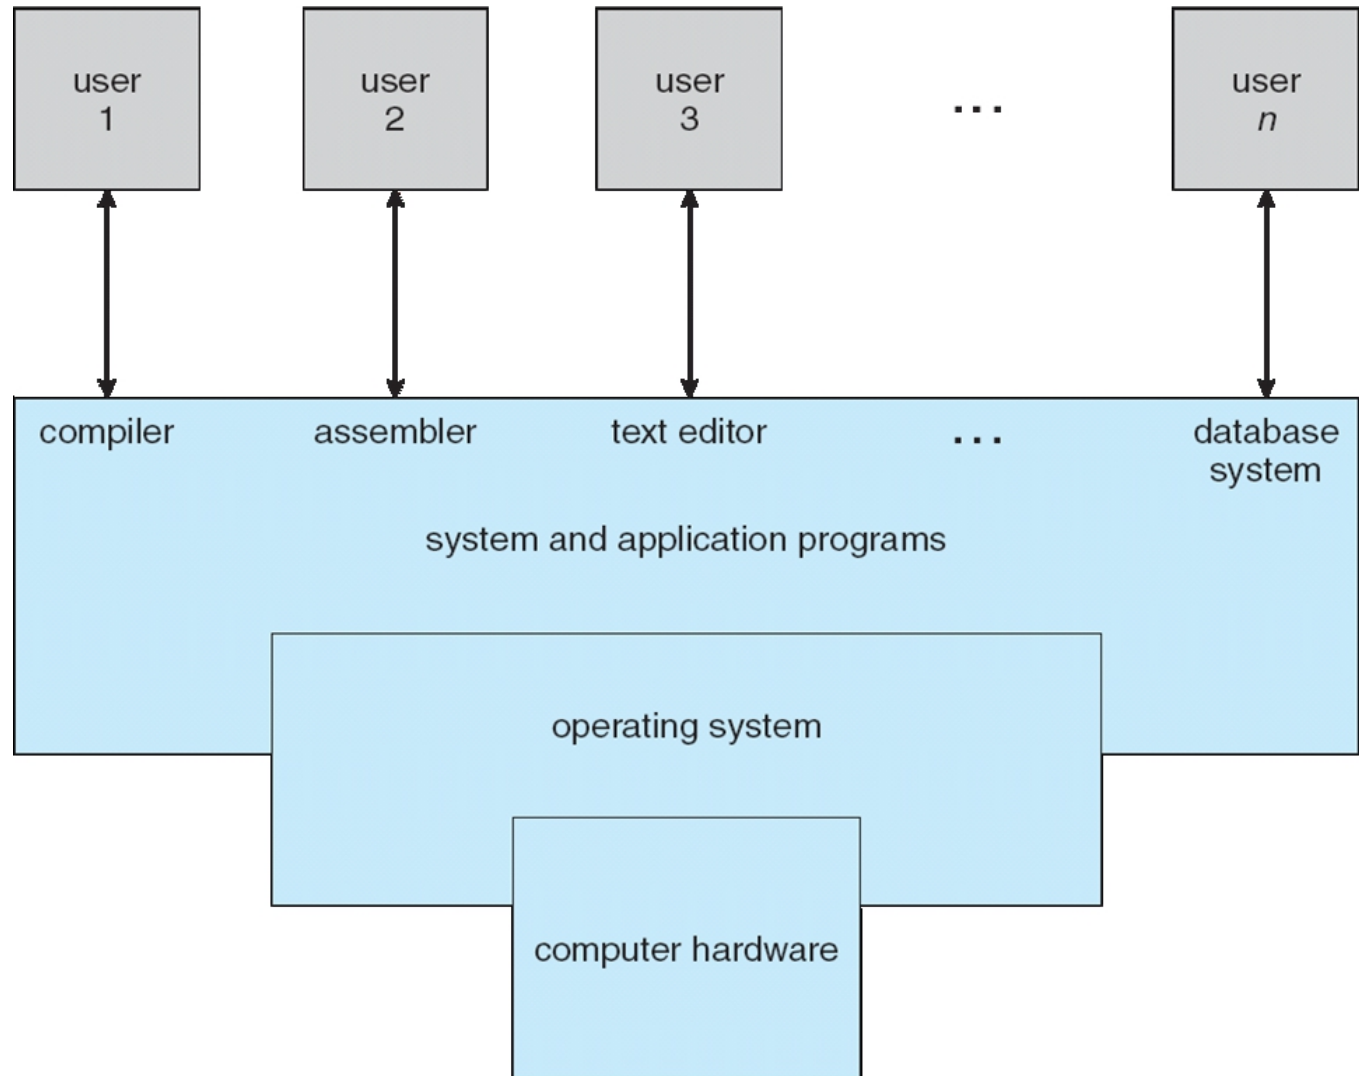 user
1
user
2
user
3
...
user
n
compiler
assembler
text editor
...
database
system
system and application programs
operating system
computer hardware